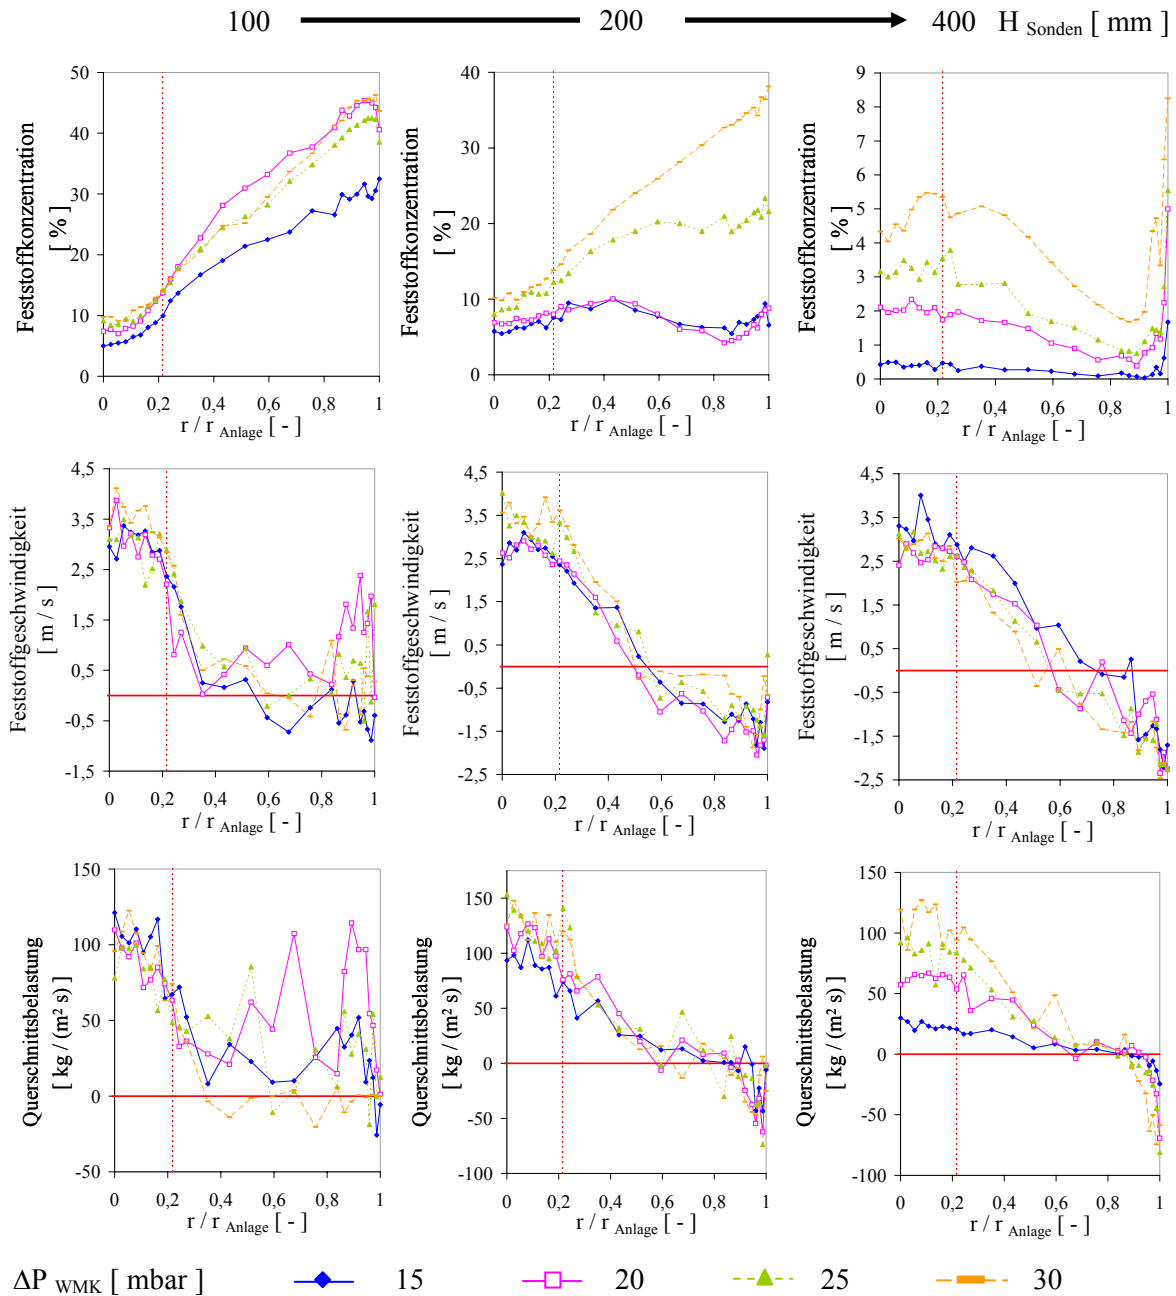 100 200 400 H Sonden [ mm ]
Feststoffkonzentration
[ % ]
50
40
30
20
10
0
0 0,2 0,4 0,6 0,8 1
r / r Anlage [ - ]
Feststoffkonzentration
[ % ]
40
30
20
10
0
0 0,2 0,4 0,6 0,8 1
r / r Anlage [ - ]
Feststoffkonzentration
[ % ]
9
8
7
6
5
4
3
2
1
0
0 0,2 0,4 0,6 0,8 1
r / r Anlage [ - ]
Feststoffgeschwindigkeit
[ m / s ]
4,5
3,5
2,5
1,5
0,5
-0,5
-1,5
0 0,2 0,4 0,6 0,8 1
r / r Anlage [ - ]
Feststoffgeschwindigkeit
[ m / s ]
4,5
3,5
2,5
1,5
0,5
-0,5
-1,5
-2,5
0 0,2 0,4 0,6 0,8 1
r / r Anlage [ - ]
Feststoffgeschwindigkeit
[ m / s ]
4,5
3,5
2,5
1,5
0,5
-0,5
-1,5
-2,5
0 0,2 0,4 0,6 0,8 1
r / r Anlage [ - ]
Querschnittsbelastung
[ kg / (m² s) ]
150
100
50
0
-50
0 0,2 0,4 0,6 0,8 1
r / r Anlage [ - ]
Querschnittsbelastung
[ kg / (m² s) ]
150
100
50
0
-50
-100
0 0,2 0,4 0,6 0,8 1
r / r Anlage [ - ]
Querschnittsbelastung
[ kg / (m² s) ]
150
100
50
0
-50
-100
0 0,2 0,4 0,6 0,8 1
r / r Anlage [ - ]
ΔP WMK [ mbar ] 15 20 25 30